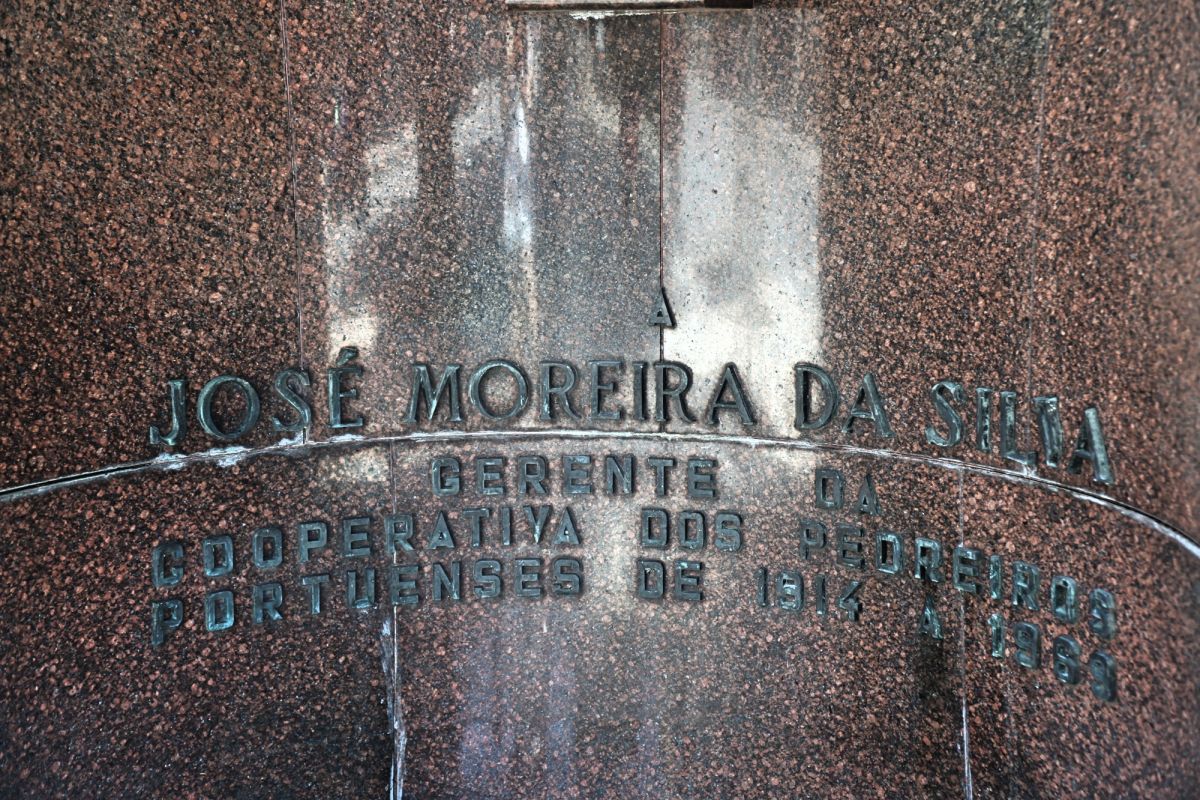 A
JOSÉ MOREIRA DA SILVA
GERENTE DA
COOPERATIVA DOS PEDREIROS
PORTUENSES DE 1914 A 1969